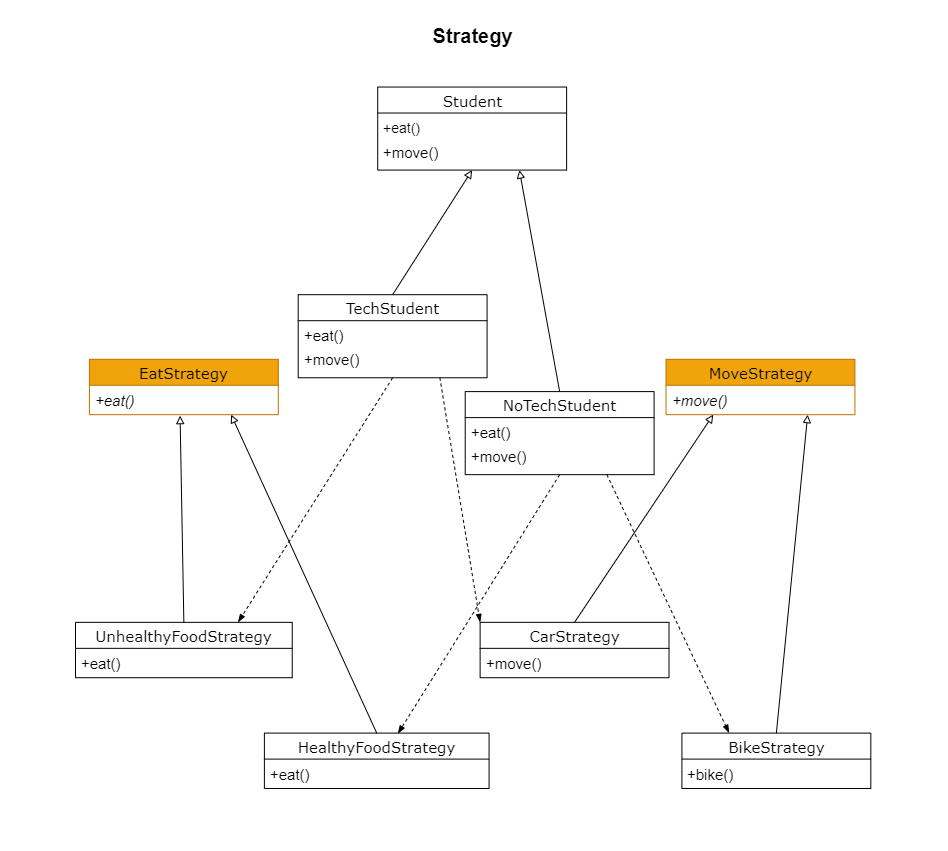 Strategy
Student
+eat()
+move()
TechStudent
+eat()
+move()
EatStrategy
+eat()
MoveStrategy
+move()
NoTechStudent
+eat()
+move()
UnhealthyFoodStrategy
+eat()
CarStrategy
+move()
HealthyFoodStrategy
+eat()
BikeStrategy
+bike()